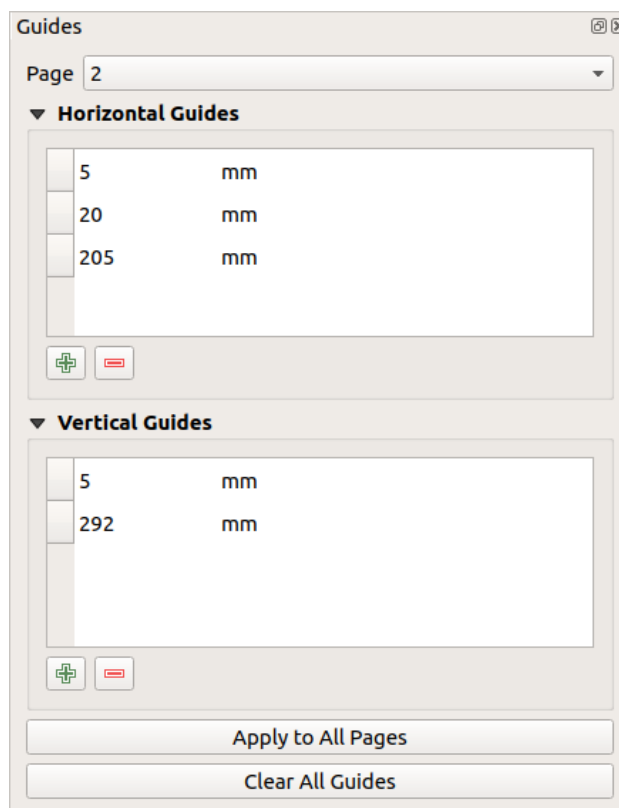 Guides
Page 2
Horizontal Guides
5 mm
20 mm
205 mm
Vertical Guides
5 mm
292 mm
Apply to All Pages
Clear All Guides